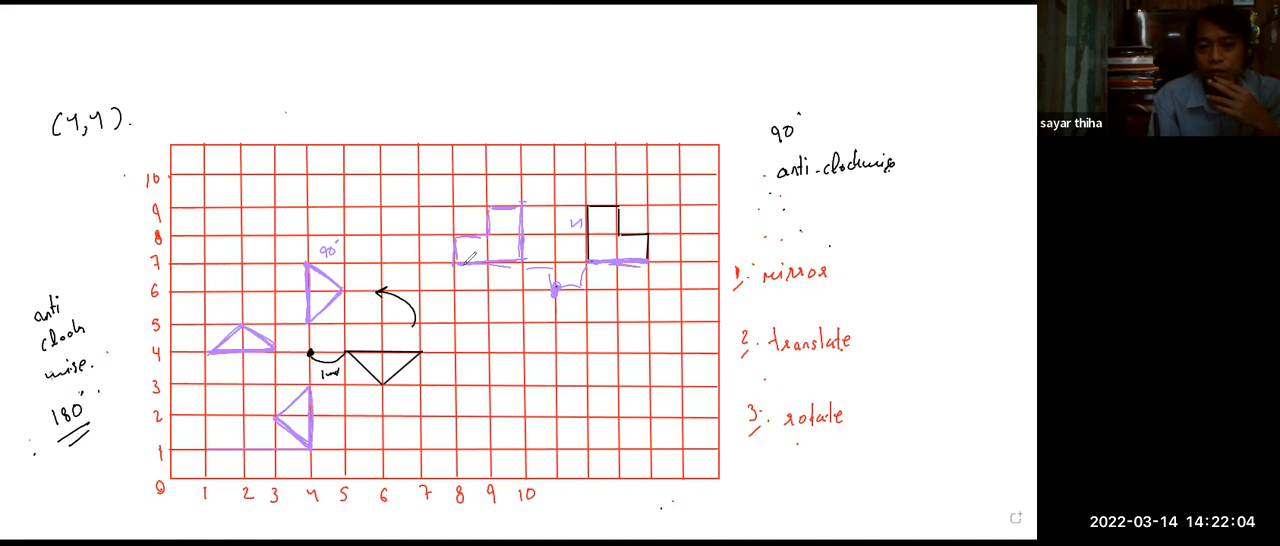 (4,4).
90°
sayar thiha
anti-clockwise
10
9
8
7
6
5
4
3
2
1
0
90°
1. mirror
anti
clock
wise.
180°
2. translate
1unit
3. rotate
1 2 3 4 5 6 7 8 9 10
2022-03-14 14:22:04